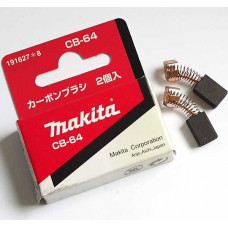 191627*8
CB-64
カーボンブラシ 2個入
makita
CB-64
Makita Corporation
Anjo, Aichi, Japan